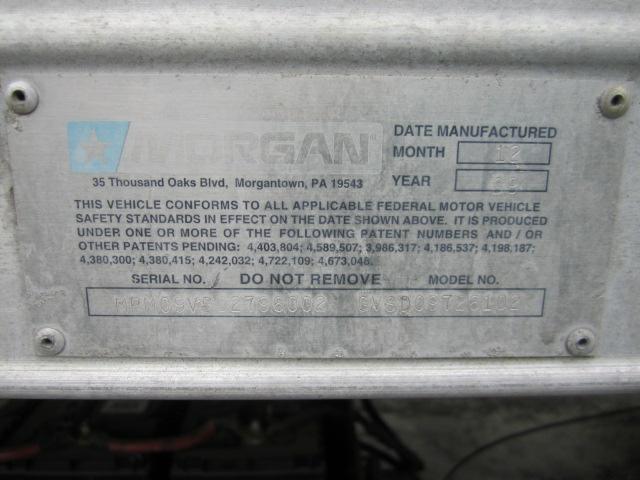 MORGAN
DATE MANUFACTURED
MONTH 12
35 Thousand Oaks Blvd, Morgantown, PA 19543
YEAR
THIS VEHICLE CONFORMS TO ALL APPLICABLE FEDERAL MOTOR VEHICLE
SAFETY STANDARDS IN EFFECT ON THE DATE SHOWN ABOVE. IT IS PRODUCED
UNDER ONE OR MORE OF THE FOLLOWING PATENT NUMBERS AND / OR
OTHER PATENTS PENDING: 4,403,804; 4,589,507; 3,986,317; 4,186,537; 4,198,187;
4,380,300; 4,380,415; 4,242,032; 4,722,109; 4,673,046.
SERIAL NO. DO NOT REMOVE MODEL NO.